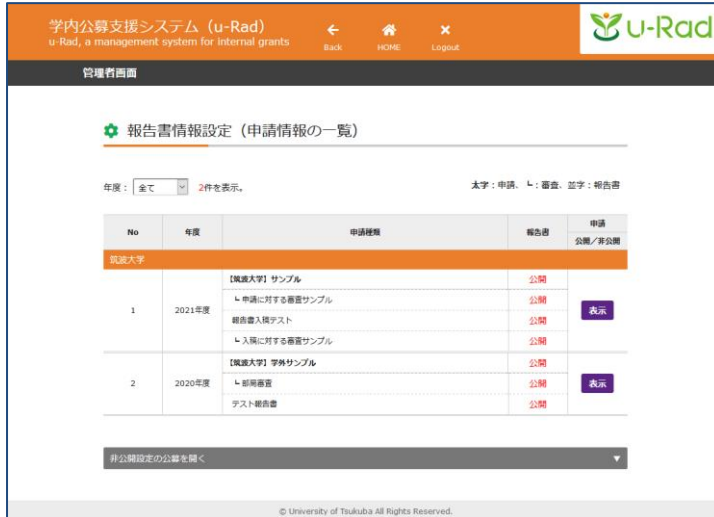 学内公募支援システム（u-Rad）
u-Rad, a management system for internal grants
Back HOME Logout
u-Rad
管理者画面
報告書情報設定（申請情報の一覧）
年度： 全て 2件を表示。
太字：申請、┗：審査、並字：報告書
No 年度 申請種類 報告書 申請
公開／非公開
筑波大学
1 2021年度 【筑波大学】サンプル 公開 表示
┗ 申請に対する審査サンプル 公開
報告書入稿テスト 公開
┗ 入稿に対する審査サンプル 公開
2 2020年度 【筑波大学】学外サンプル 公開 表示
┗ 部局審査 公開
テスト報告書 公開
非公開設定の公募を開く ▼
© University of Tsukuba All Rights Reserved.